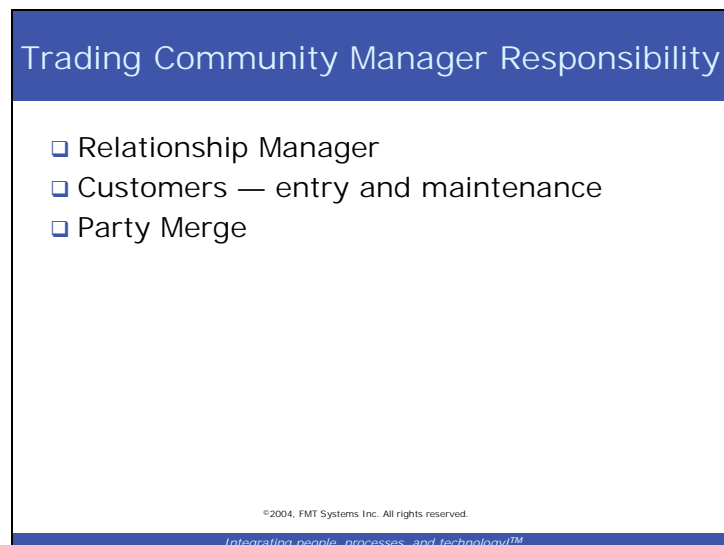 Trading Community Manager Responsibility
Relationship Manager
Customers — entry and maintenance
Party Merge
©2004, FMT Systems Inc. All rights reserved.
Integrating people, processes, and technology!™